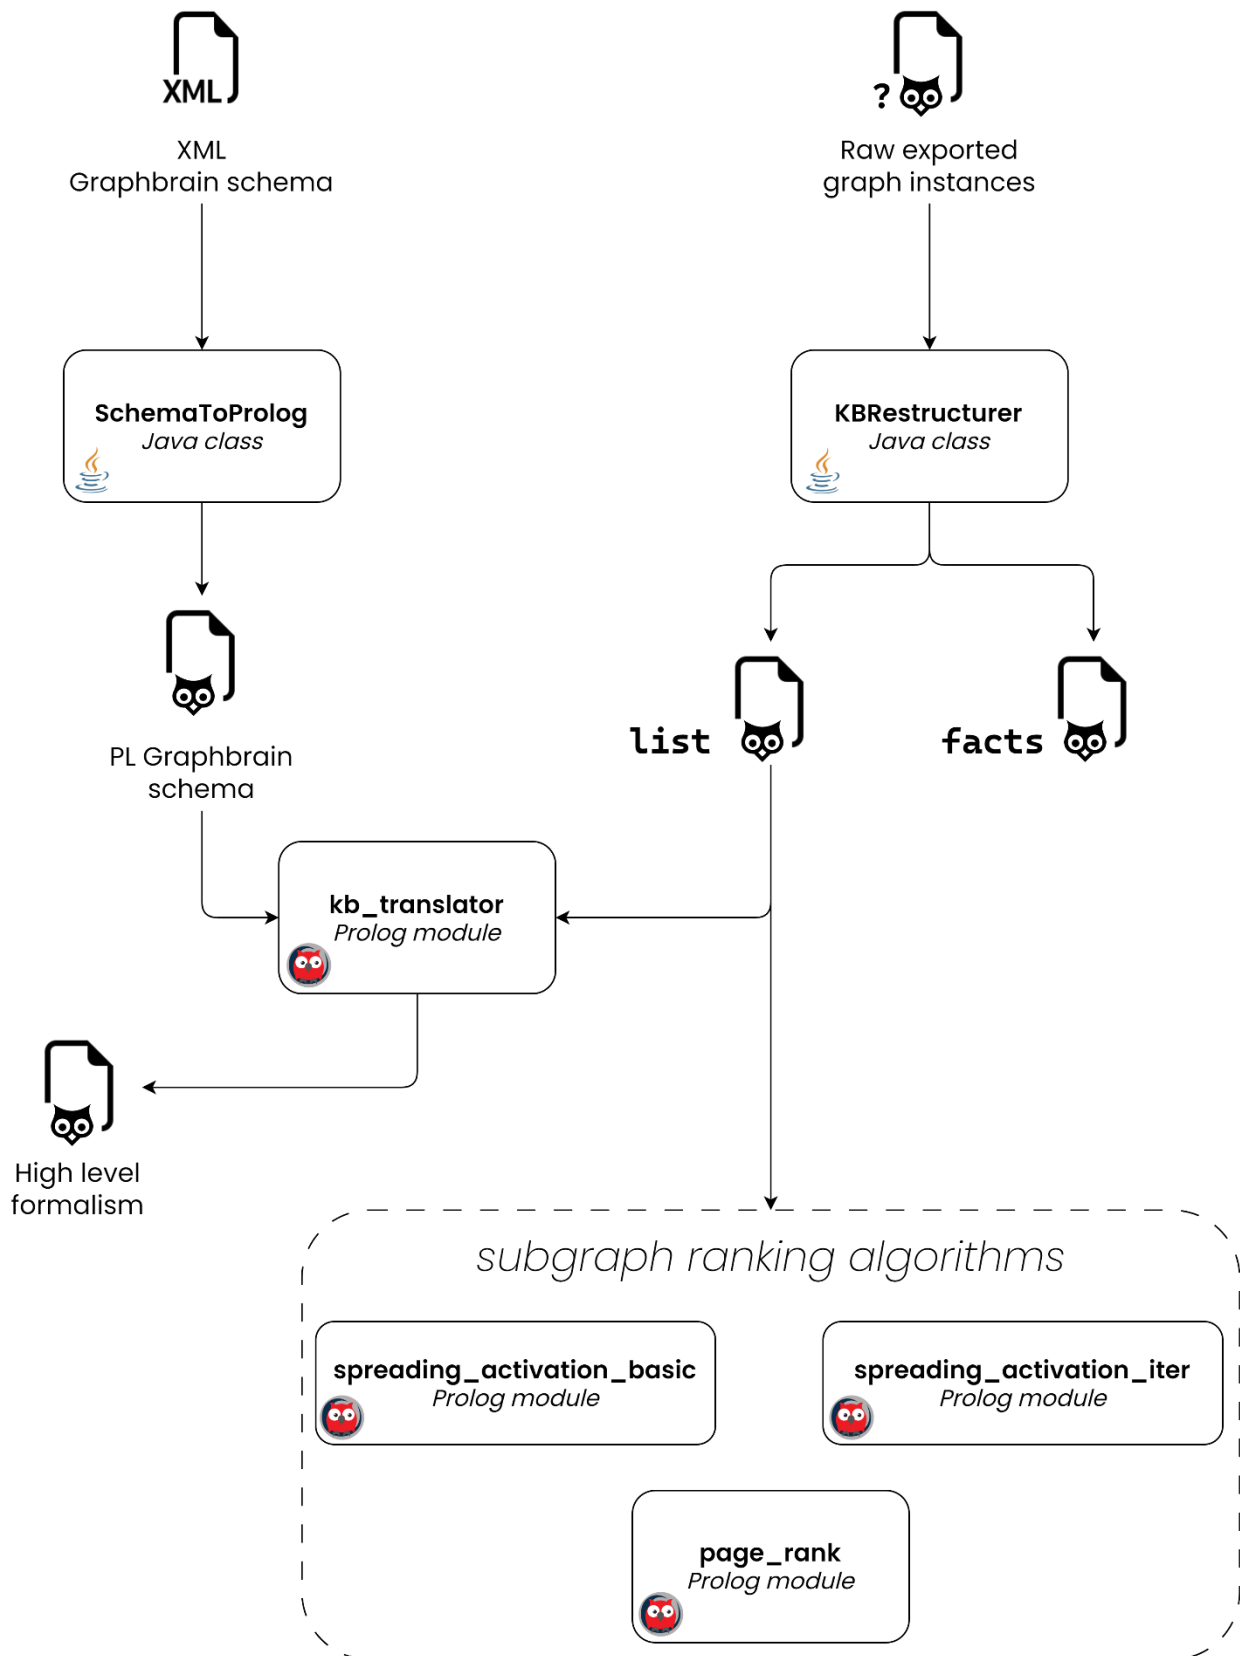 XML
XML
Graphbrain schema
?
Raw exported
graph instances
SchemaToProlog
Java class
KBRestructurer
Java class
PL Graphbrain
schema
list
facts
kb_translator
Prolog module
High level
formalism
subgraph ranking algorithms
spreading_activation_basic
Prolog module
spreading_activation_iter
Prolog module
page_rank
Prolog module